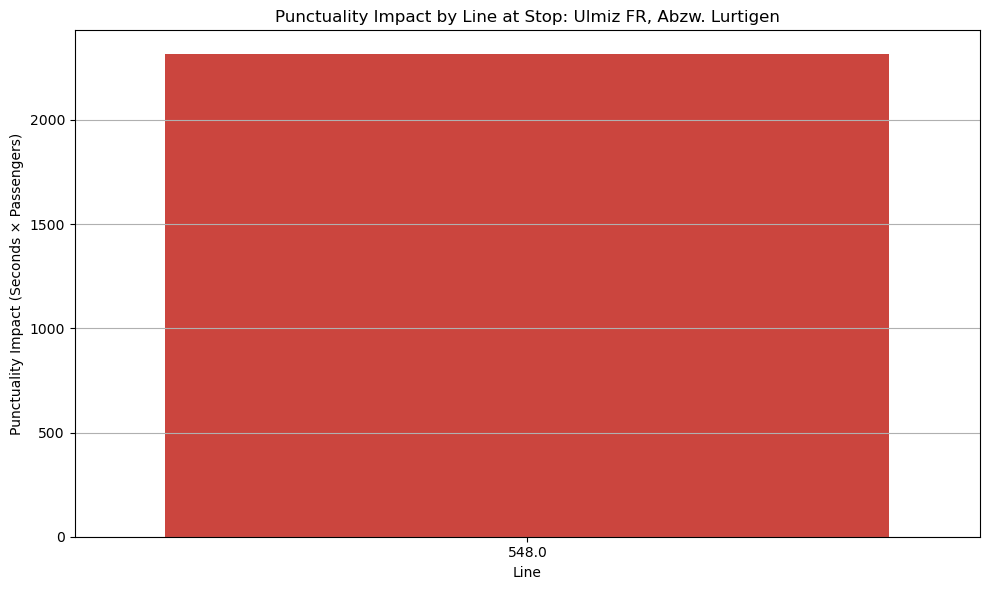 Punctuality Impact by Line at Stop: Ulmiz FR, Abzw. Lurtigen
Punctuality Impact (Seconds × Passengers)
2000
1500
1000
500
0
548.0
Line